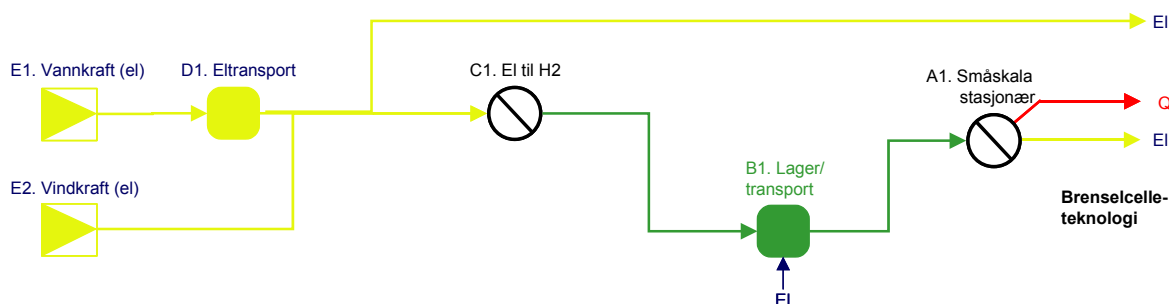 El
E1. Vannkraft (el)
D1. Eltransport
C1. El til H2
A1. Småskala
stasjonær
Q
El
E2. Vindkraft (el)
B1. Lager/
transport
Brenselcelle-
teknologi
El